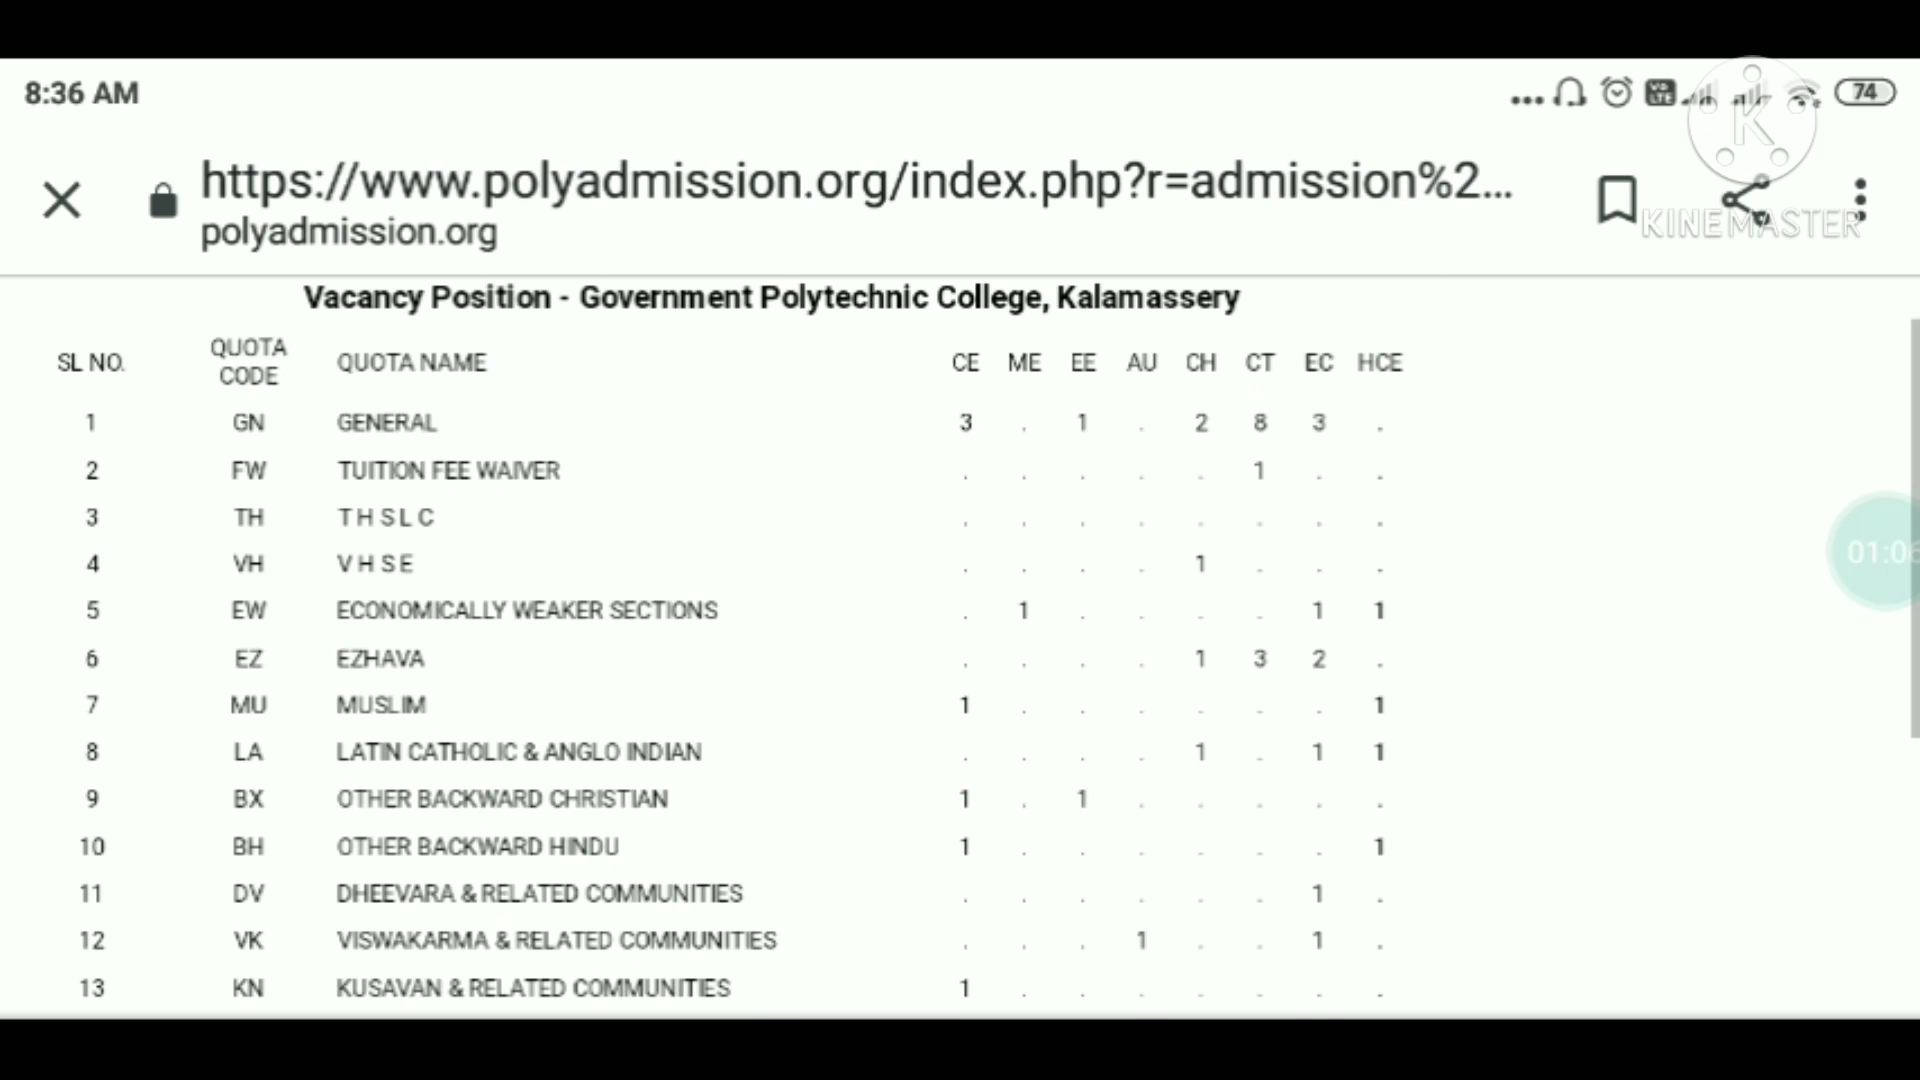 8:36 AM
... VoLTE 74
https://www.polyadmission.org/index.php?r=admission%2...
polyadmission.org
K
KINEMASTER
Vacancy Position - Government Polytechnic College, Kalamassery
SL NO. QUOTA CODE QUOTA NAME CE ME EE AU CH CT EC HCE
1 GN GENERAL 3 . 1 . 2 8 3 .
2 FW TUITION FEE WAIVER . . . . . 1 . .
3 TH T H S L C . . . . . . . .
4 VH V H S E . . . . 1 . . .
5 EW ECONOMICALLY WEAKER SECTIONS . 1 . . . . 1 1
6 EZ EZHAVA . . . . 1 3 2 .
7 MU MUSLIM 1 . . . . . . 1
8 LA LATIN CATHOLIC & ANGLO INDIAN . . . . 1 . 1 1
9 BX OTHER BACKWARD CHRISTIAN 1 . 1 . . . . .
10 BH OTHER BACKWARD HINDU 1 . . . . . . 1
11 DV DHEEVARA & RELATED COMMUNITIES . . . . . . 1 .
12 VK VISWAKARMA & RELATED COMMUNITIES . . . 1 . . 1 .
13 KN KUSAVAN & RELATED COMMUNITIES 1 . . . . . . .